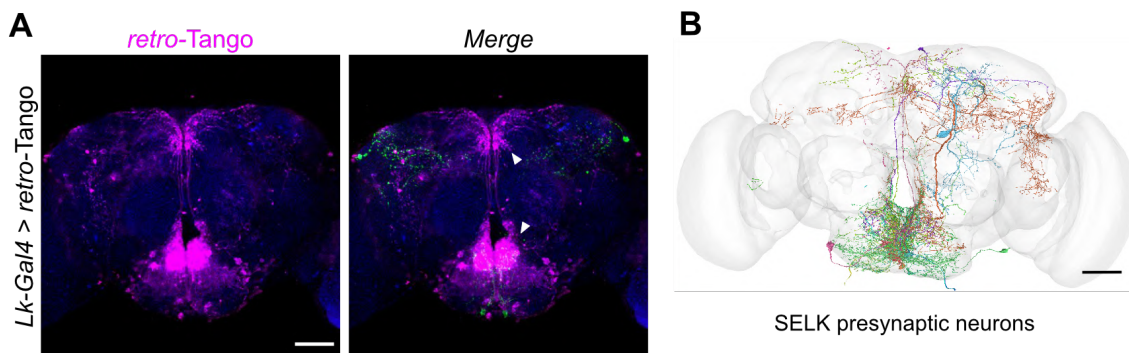 A
retro-Tango
Merge
Lk-Gal4 > retro-Tango
B
SELK presynaptic neurons